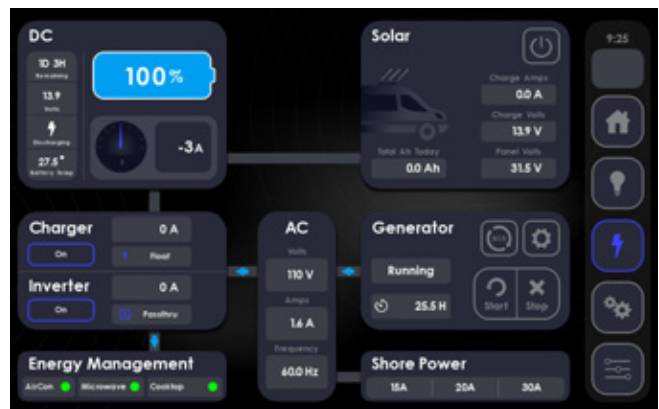 DC
1D 3H
Remaining
13.9
Volts
Discharging
27.5°
Battery Temp
100%
-3A
Solar
Charge Amps
0.0 A
Charge Volts
13.9 V
Total Ah Today
0.0 Ah
Panel Volts
31.5 V
9:25
Charger
0 A
On
Float
Inverter
0 A
On
Passthru
AC
Volts
110 V
Amps
1.6 A
Frequency
60.0 Hz
Generator
Running
25.5 H
Start
Stop
Energy Management
AirCon
Microwave
Cooktop
Shore Power
15A
20A
30A